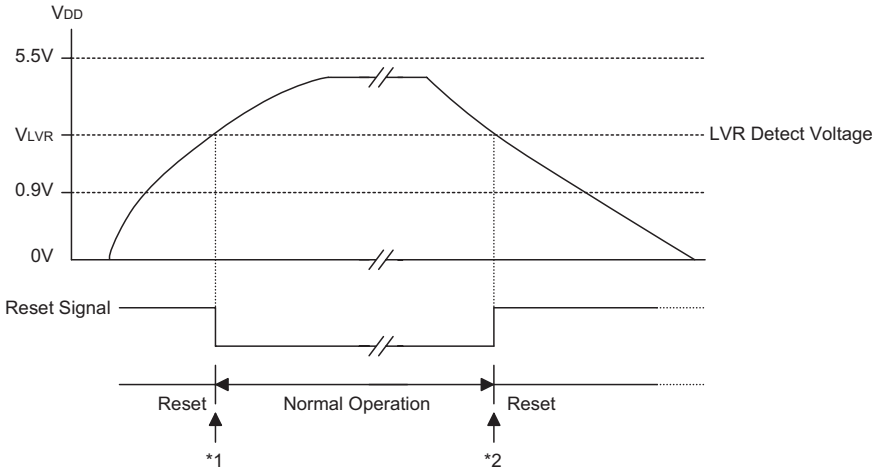 VDD
5.5V
VLVR
LVR Detect Voltage
0.9V
0V
Reset Signal
Reset
Normal Operation
Reset
*1
*2